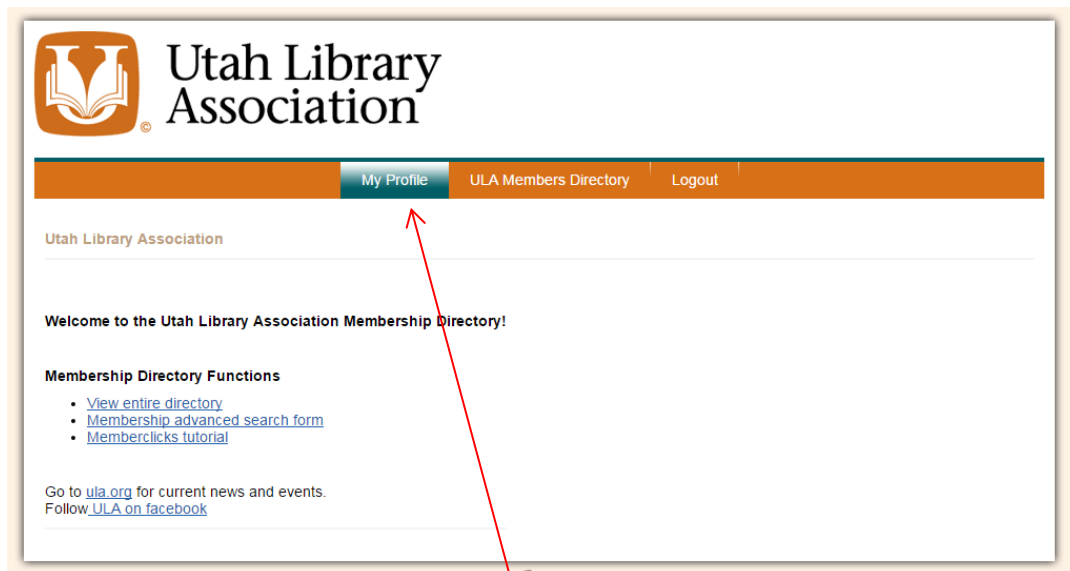 Utah Library
Association
©
My Profile ULA Members Directory Logout
Utah Library Association
Welcome to the Utah Library Association Membership Directory!
Membership Directory Functions
• View entire directory
• Membership advanced search form
• Memberclicks tutorial
Go to ula.org for current news and events.
Follow ULA on facebook